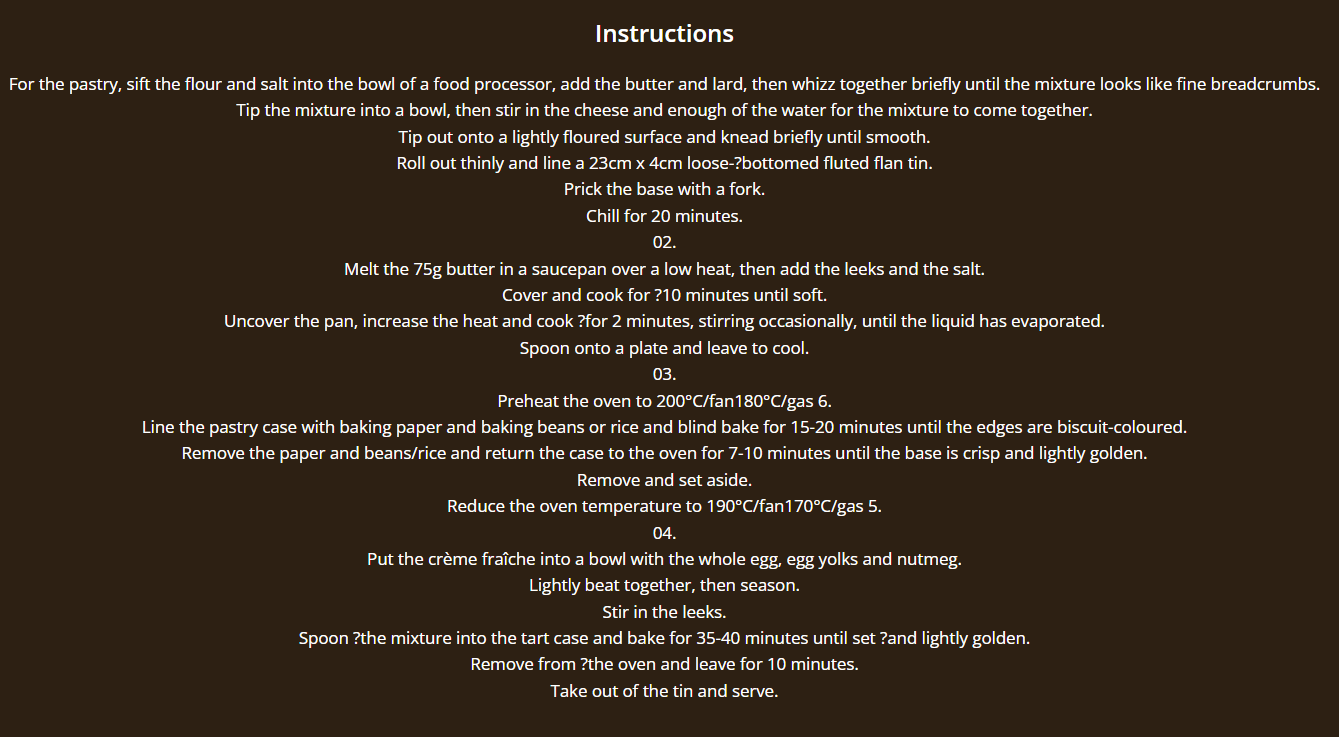 Instructions
For the pastry, sift the flour and salt into the bowl of a food processor, add the butter and lard, then whizz together briefly until the mixture looks like fine breadcrumbs.
Tip the mixture into a bowl, then stir in the cheese and enough of the water for the mixture to come together.
Tip out onto a lightly floured surface and knead briefly until smooth.
Roll out thinly and line a 23cm x 4cm loose-?bottomed fluted flan tin.
Prick the base with a fork.
Chill for 20 minutes.
02.
Melt the 75g butter in a saucepan over a low heat, then add the leeks and the salt.
Cover and cook for ?10 minutes until soft.
Uncover the pan, increase the heat and cook ?for 2 minutes, stirring occasionally, until the liquid has evaporated.
Spoon onto a plate and leave to cool.
03.
Preheat the oven to 200°C/fan180°C/gas 6.
Line the pastry case with baking paper and baking beans or rice and blind bake for 15-20 minutes until the edges are biscuit-coloured.
Remove the paper and beans/rice and return the case to the oven for 7-10 minutes until the base is crisp and lightly golden.
Remove and set aside.
Reduce the oven temperature to 190°C/fan170°C/gas 5.
04.
Put the crème fraîche into a bowl with the whole egg, egg yolks and nutmeg.
Lightly beat together, then season.
Stir in the leeks.
Spoon ?the mixture into the tart case and bake for 35-40 minutes until set ?and lightly golden.
Remove from ?the oven and leave for 10 minutes.
Take out of the tin and serve.